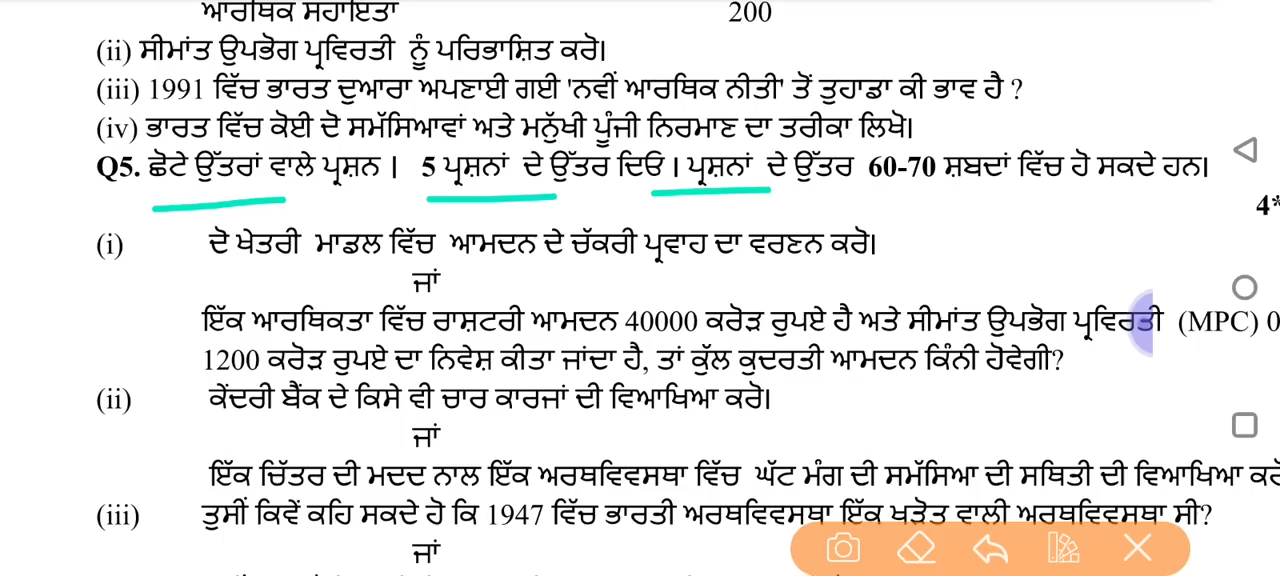 ਆਰਥਿਕ ਸਹਾਇਤਾ 200
(ii) ਸੀਮਾਂਤ ਉਪਭੋਗ ਪ੍ਰਵਿਰਤੀ ਨੂੰ ਪਰਿਭਾਸ਼ਿਤ ਕਰੋ।
(iii) 1991 ਵਿੱਚ ਭਾਰਤ ਦੁਆਰਾ ਅਪਣਾਈ ਗਈ 'ਨਵੀਂ ਆਰਥਿਕ ਨੀਤੀ' ਤੋਂ ਤੁਹਾਡਾ ਕੀ ਭਾਵ ਹੈ ?
(iv) ਭਾਰਤ ਵਿੱਚ ਕੋਈ ਦੋ ਸਮੱਸਿਆਵਾਂ ਅਤੇ ਮਨੁੱਖੀ ਪੂੰਜੀ ਨਿਰਮਾਣ ਦਾ ਤਰੀਕਾ ਲਿਖੋ।
Q5. ਛੋਟੇ ਉੱਤਰਾਂ ਵਾਲੇ ਪ੍ਰਸ਼ਨ । 5 ਪ੍ਰਸ਼ਨਾਂ ਦੇ ਉੱਤਰ ਦਿਓ । ਪ੍ਰਸ਼ਨਾਂ ਦੇ ਉੱਤਰ 60-70 ਸ਼ਬਦਾਂ ਵਿੱਚ ਹੋ ਸਕਦੇ ਹਨ।
4*
(i) ਦੋ ਖੇਤਰੀ ਮਾਡਲ ਵਿੱਚ ਆਮਦਨ ਦੇ ਚੱਕਰੀ ਪ੍ਰਵਾਹ ਦਾ ਵਰਣਨ ਕਰੋ।
ਜਾਂ
ਇੱਕ ਆਰਥਿਕਤਾ ਵਿੱਚ ਰਾਸ਼ਟਰੀ ਆਮਦਨ 40000 ਕਰੋੜ ਰੁਪਏ ਹੈ ਅਤੇ ਸੀਮਾਂਤ ਉਪਭੋਗ ਪ੍ਰਵਿਰਤੀ (MPC) 0
1200 ਕਰੋੜ ਰੁਪਏ ਦਾ ਨਿਵੇਸ਼ ਕੀਤਾ ਜਾਂਦਾ ਹੈ, ਤਾਂ ਕੁੱਲ ਕੁਦਰਤੀ ਆਮਦਨ ਕਿੰਨੀ ਹੋਵੇਗੀ?
(ii) ਕੇਂਦਰੀ ਬੈਂਕ ਦੇ ਕਿਸੇ ਵੀ ਚਾਰ ਕਾਰਜਾਂ ਦੀ ਵਿਆਖਿਆ ਕਰੋ।
ਜਾਂ
ਇੱਕ ਚਿੱਤਰ ਦੀ ਮਦਦ ਨਾਲ ਇੱਕ ਅਰਥਵਿਵਸਥਾ ਵਿੱਚ ਘੱਟ ਮੰਗ ਦੀ ਸਮੱਸਿਆ ਦੀ ਸਥਿਤੀ ਦੀ ਵਿਆਖਿਆ ਕਰੋ
(iii) ਤੁਸੀਂ ਕਿਵੇਂ ਕਹਿ ਸਕਦੇ ਹੋ ਕਿ 1947 ਵਿੱਚ ਭਾਰਤੀ ਅਰਥਵਿਵਸਥਾ ਇੱਕ ਖੜੋਤ ਵਾਲੀ ਅਰਥਵਿਵਸਥਾ ਸੀ?
ਜਾਂ